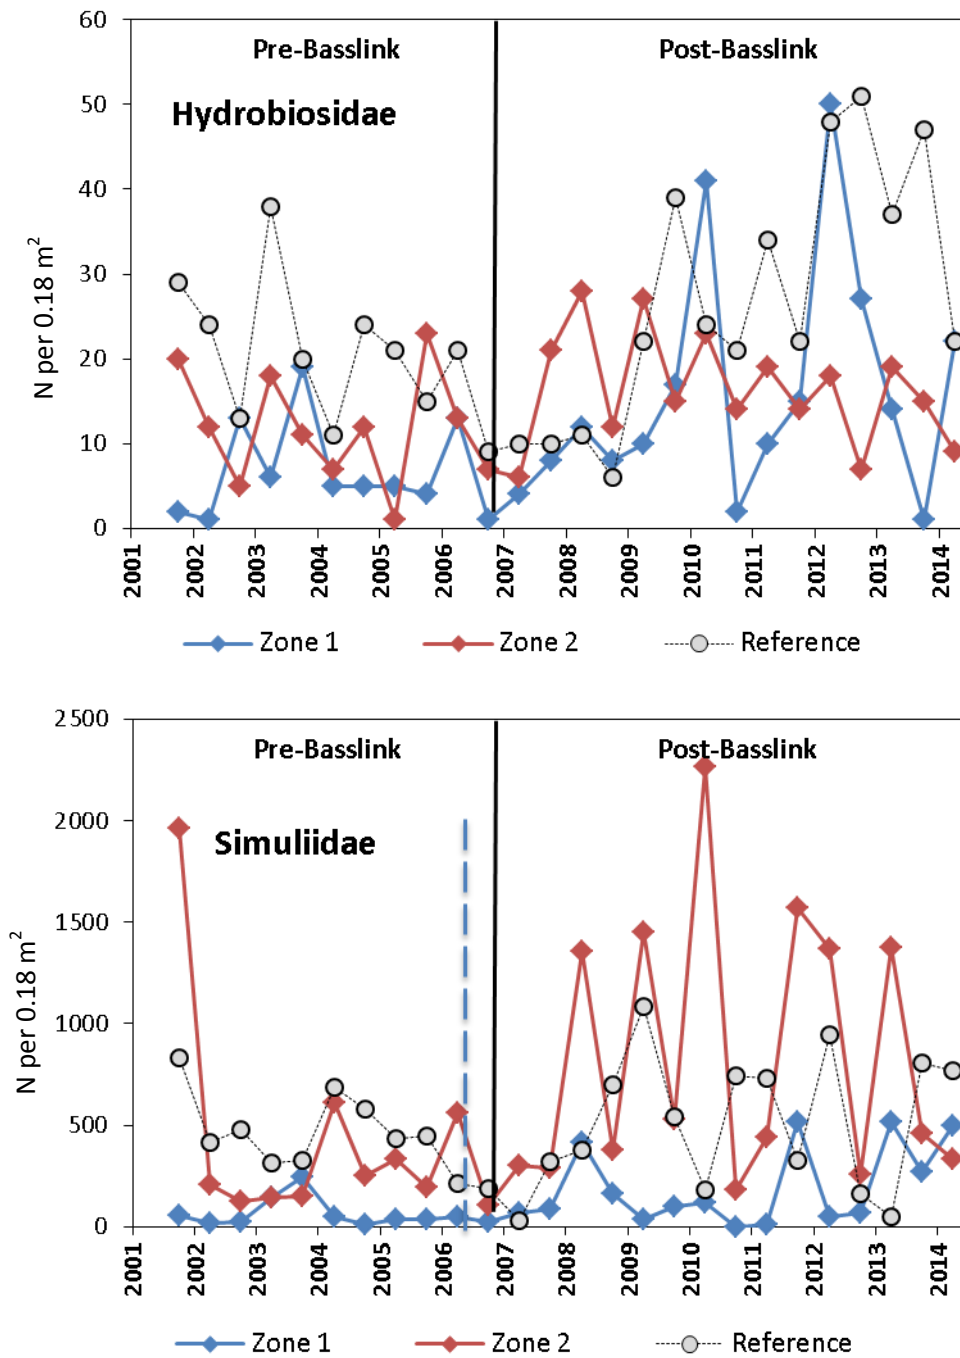 60
Pre-Basslink Post-Basslink
50
Hydrobiosidae
40
N per 0.18 m²
30
20
10
0
2001 2002 2003 2004 2005 2006 2007 2008 2009 2010 2011 2012 2013 2014
Zone 1 Zone 2 Reference
2500
Pre-Basslink Post-Basslink
2000
Simuliidae
1500
N per 0.18 m²
1000
500
0
2001 2002 2003 2004 2005 2006 2007 2008 2009 2010 2011 2012 2013 2014
Zone 1 Zone 2 Reference